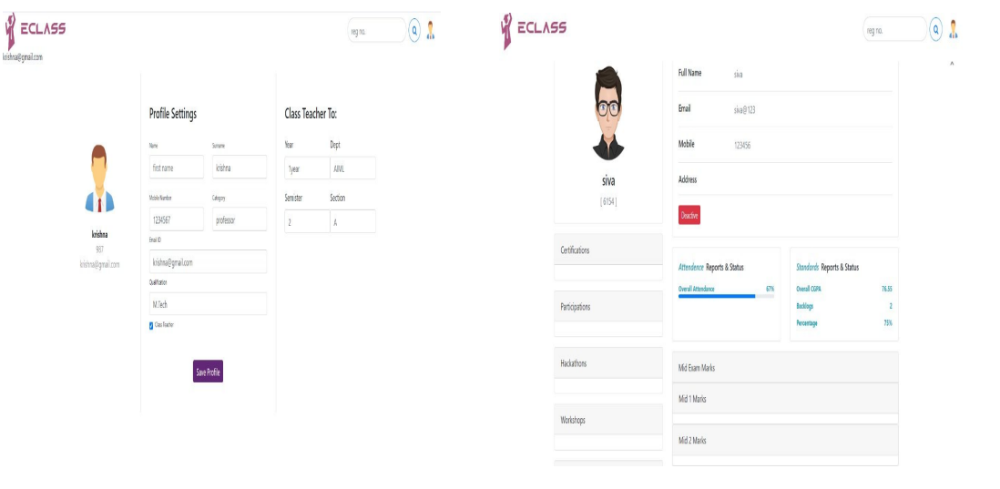 ECLASS
reg no.
krishna@gmail.com
Profile Settings
Name Surname
first name krishna
Mobile Number Category
1234567 professor
Email ID
krishna@gmail.com
Qualification
M.Tech
Class Teacher
Save Profile
krishna
987
krishna@gmail.com
Class Teacher To:
Year Dept
1year AIML
Semister Section
2 A
ECLASS
reg no.
siva
[ 6154 ]
Full Name siva
Email siva@123
Mobile 123456
Address
Deactive
Certifications
Participations
Hackathons
Workshops
Attendence Reports & Status
Overall Attendance 67%
Standards Reports & Status
Overall CGPA 76.55
Backlogs 2
Percentage 75%
Mid Exam Marks
Mid 1 Marks
Mid 2 Marks